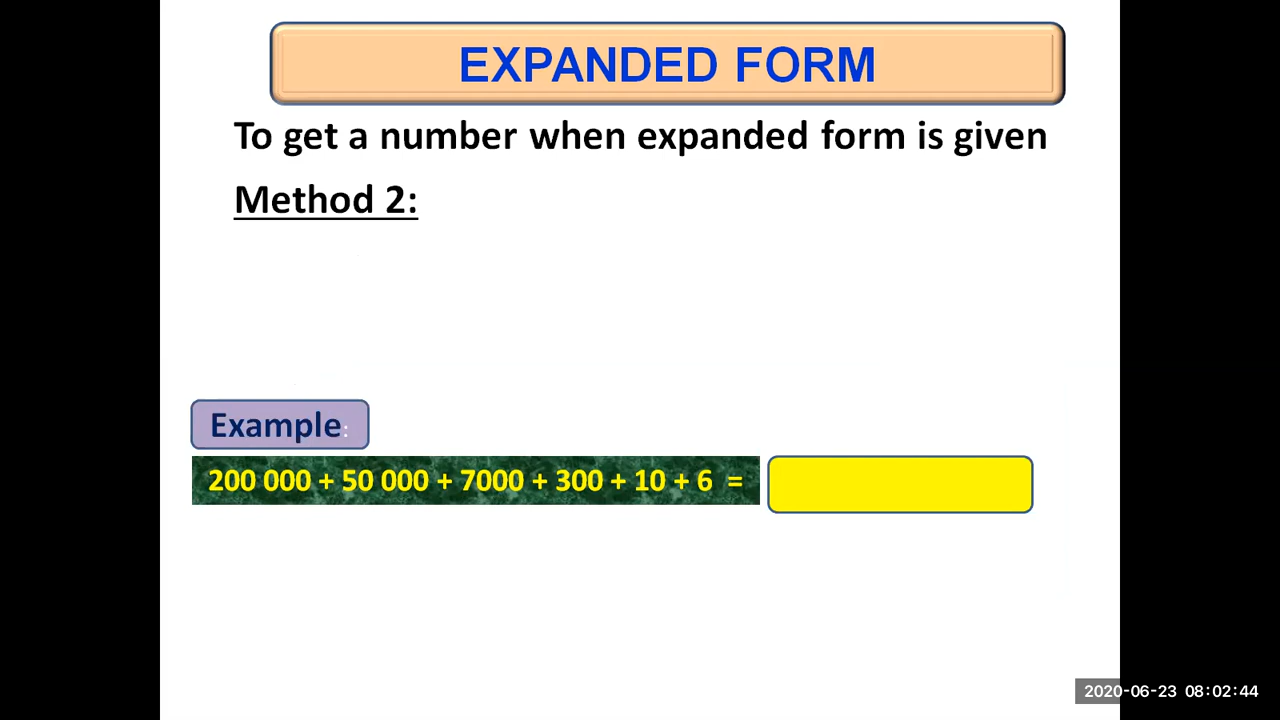 EXPANDED FORM
To get a number when expanded form is given
Method 2:
Example:
200 000 + 50 000 + 7000 + 300 + 10 + 6 =
2020-06-23 08:02:44